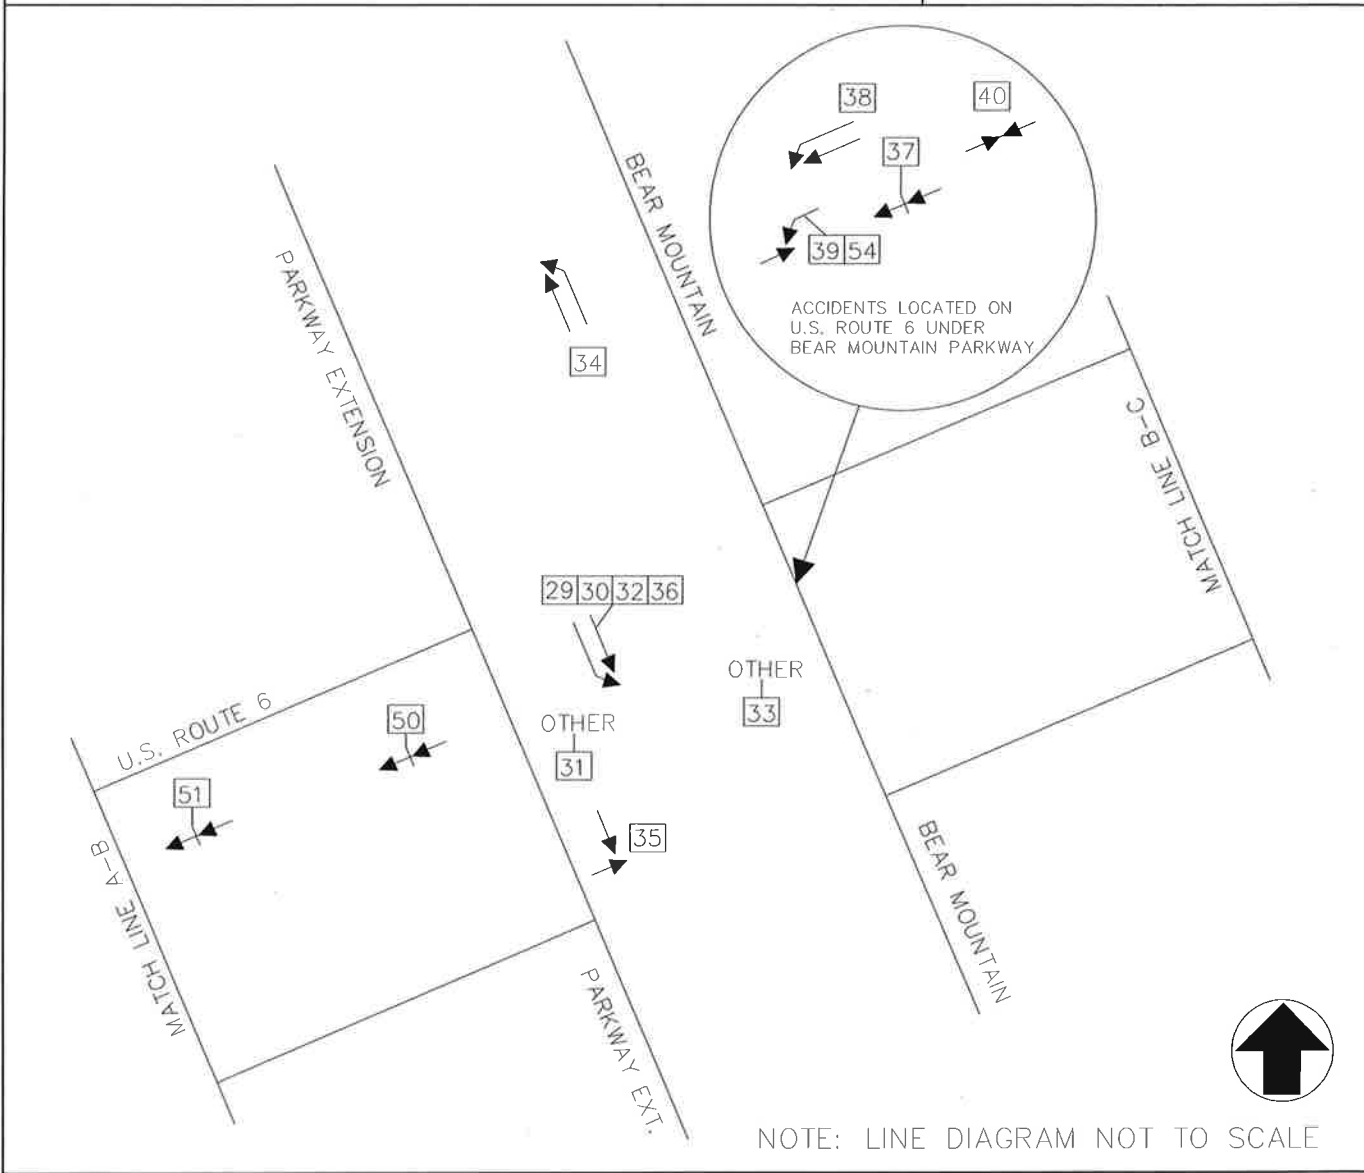 38
40
37
39 54
ACCIDENTS LOCATED ON
U.S. ROUTE 6 UNDER
BEAR MOUNTAIN PARKWAY
BEAR MOUNTAIN
PARKWAY EXTENSION
34
MATCH LINE B-C
29 30 32 36
OTHER
33
U.S. ROUTE 6
50
OTHER
31
51
35
MATCH LINE A-B
BEAR MOUNTAIN
PARKWAY EXT.
NOTE: LINE DIAGRAM NOT TO SCALE